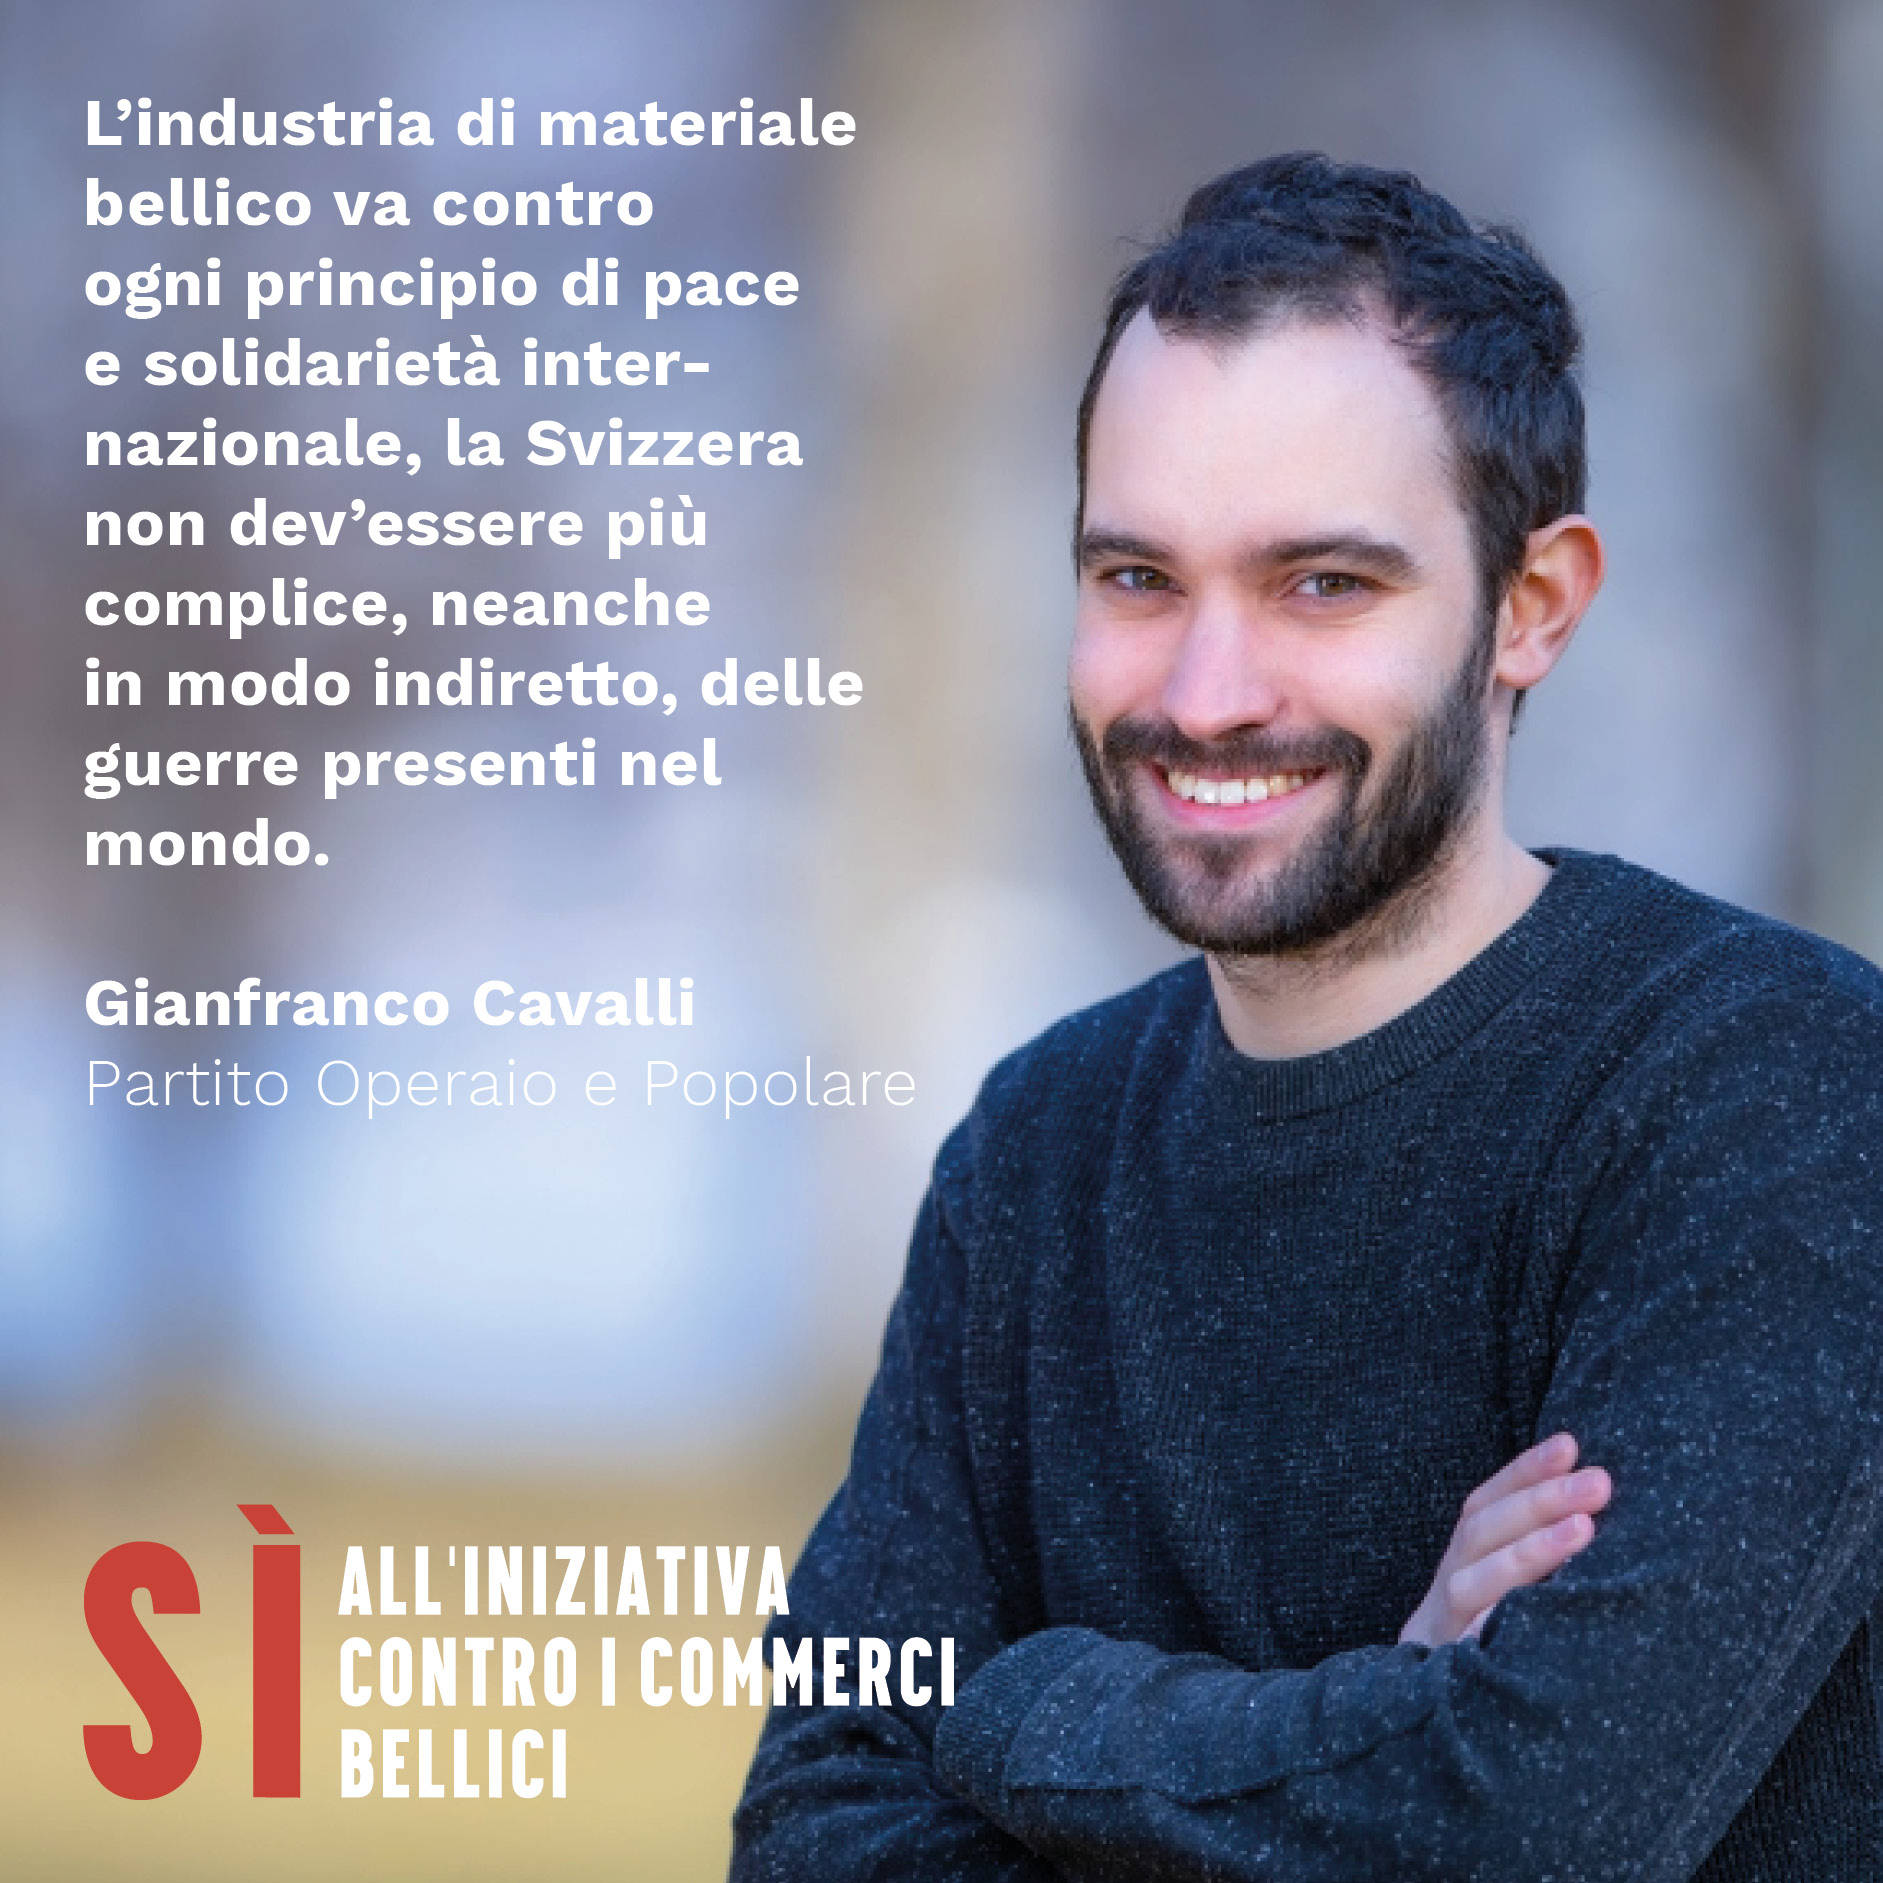 L’industria di materiale
bellico va contro
ogni principio di pace
e solidarietà inter-
nazionale, la Svizzera
non dev’essere più
complice, neanche
in modo indiretto, delle
guerre presenti nel
mondo.
Gianfranco Cavalli
Partito Operaio e Popolare
SÌ
ALL'INIZIATIVA
CONTRO I COMMERCI
BELLICI